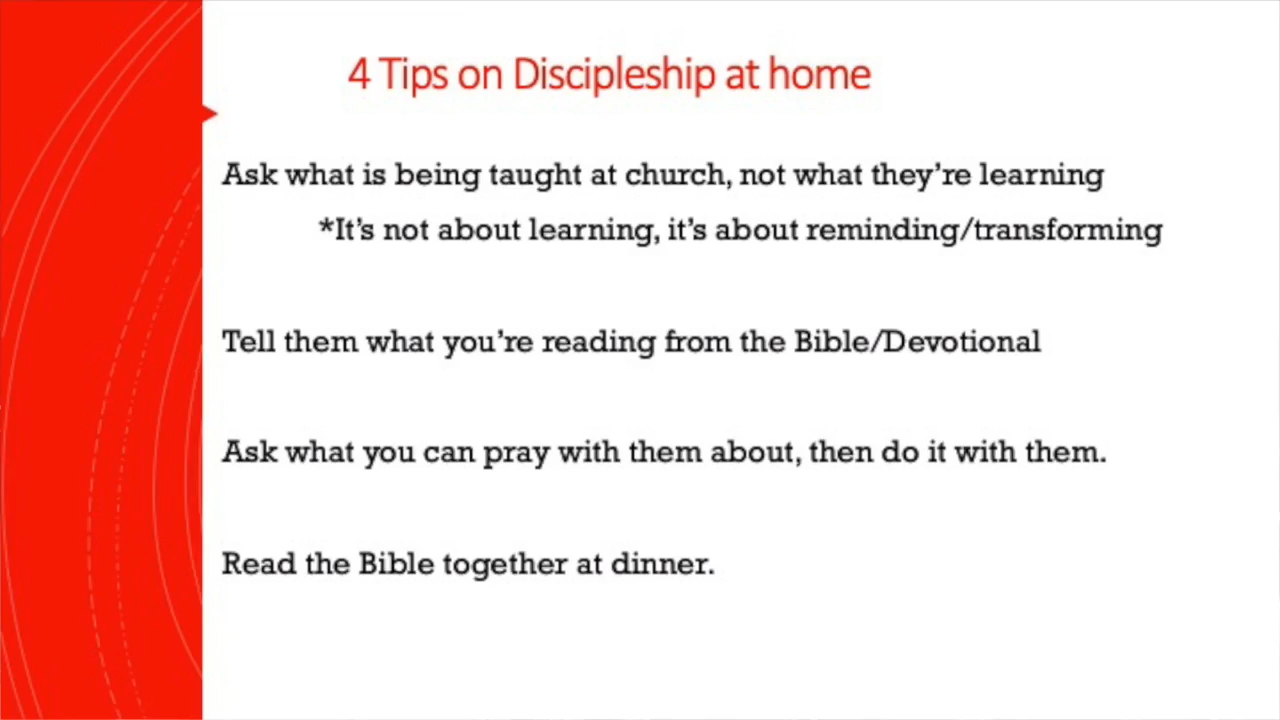 4 Tips on Discipleship at home
Ask what is being taught at church, not what they’re learning
*It’s not about learning, it’s about reminding/transforming
Tell them what you’re reading from the Bible/Devotional
Ask what you can pray with them about, then do it with them.
Read the Bible together at dinner.